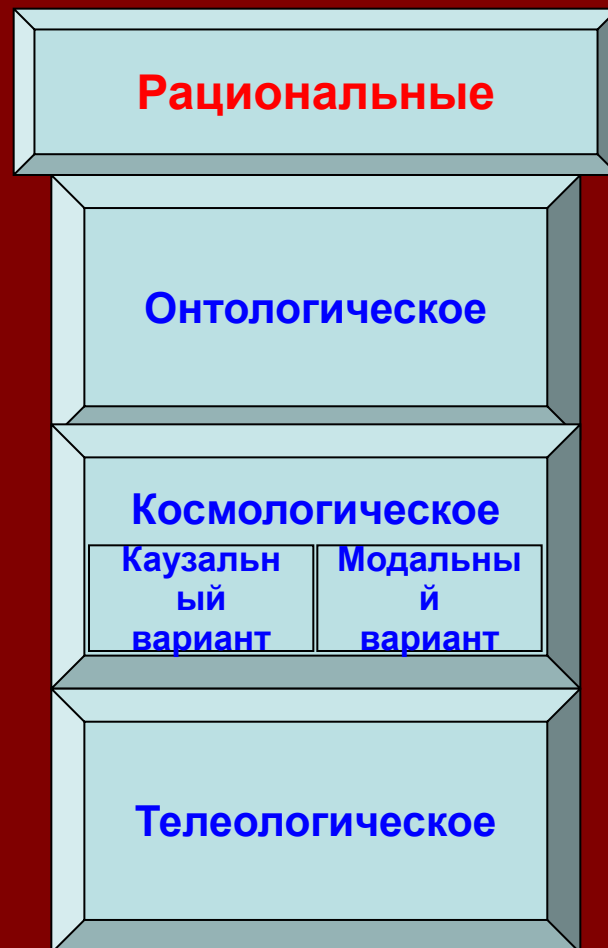 Рациональные
Онтологическое
Космологическое
Каузальн
ый
вариант
Модальны
й
вариант
Телеологическое